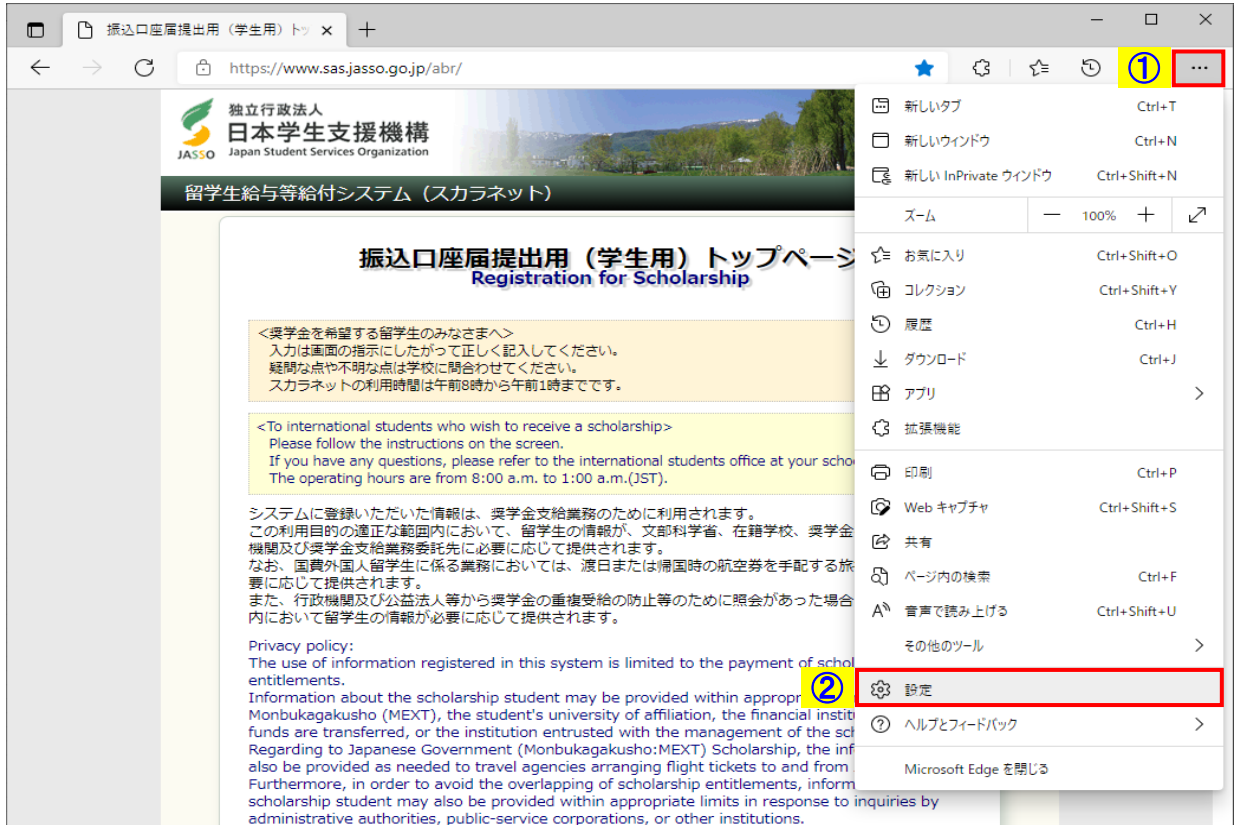 振込口座届提出用（学生用）ト
https://www.sas.jasso.go.jp/abr/
①
…
独立行政法人
日本学生支援機構
JASSO Japan Student Services Organization
留学生給与等給付システム（スカラネット）
振込口座届提出用（学生用）トップページ
Registration for Scholarship
＜奨学金を希望する留学生のみなさまへ＞
入力は画面の指示にしたがって正しく記入してください。
疑問な点や不明な点は学校に問合わせてください。
スカラネットの利用時間は午前8時から午前1時までです。
<To international students who wish to receive a scholarship>
Please follow the instructions on the screen.
If you have any questions, please refer to the international students office at your scho
The operating hours are from 8:00 a.m. to 1:00 a.m.(JST).
システムに登録いただいた情報は、奨学金支給業務のために利用されます。
この利用目的の適正な範囲内において、留学生の情報が、文部科学省、在籍学校、奨学金
機関及び奨学金支給業務委託先に必要に応じて提供されます。
なお、国費外国人留学生に係る業務においては、渡日または帰国時の航空券を手配する旅
要に応じて提供されます。
また、行政機関及び公益法人等から奨学金の重複受給の防止等のために照会があった場合
内において留学生の情報が必要に応じて提供されます。
Privacy policy:
The use of information registered in this system is limited to the payment of schol
entitlements.
Information about the scholarship student may be provided within appropr
Monbukagakusho (MEXT), the student's university of affiliation, the financial instit
funds are transferred, or the institution entrusted with the management of the sch
Regarding to Japanese Government (Monbukagakusho:MEXT) Scholarship, the inf
also be provided as needed to travel agencies arranging flight tickets to and from
Furthermore, in order to avoid the overlapping of scholarship entitlements, inform
scholarship student may also be provided within appropriate limits in response to inquiries by
administrative authorities, public-service corporations, or other institutions.
新しいタブ Ctrl+T
新しいウィンドウ Ctrl+N
新しい InPrivate ウィンドウ Ctrl+Shift+N
ズーム — 100% +
お気に入り Ctrl+Shift+O
コレクション Ctrl+Shift+Y
履歴 Ctrl+H
ダウンロード Ctrl+J
アプリ
拡張機能
印刷 Ctrl+P
Web キャプチャ Ctrl+Shift+S
共有
ページ内の検索 Ctrl+F
音声で読み上げる Ctrl+Shift+U
その他のツール
② 設定
ヘルプとフィードバック
Microsoft Edge を閉じる